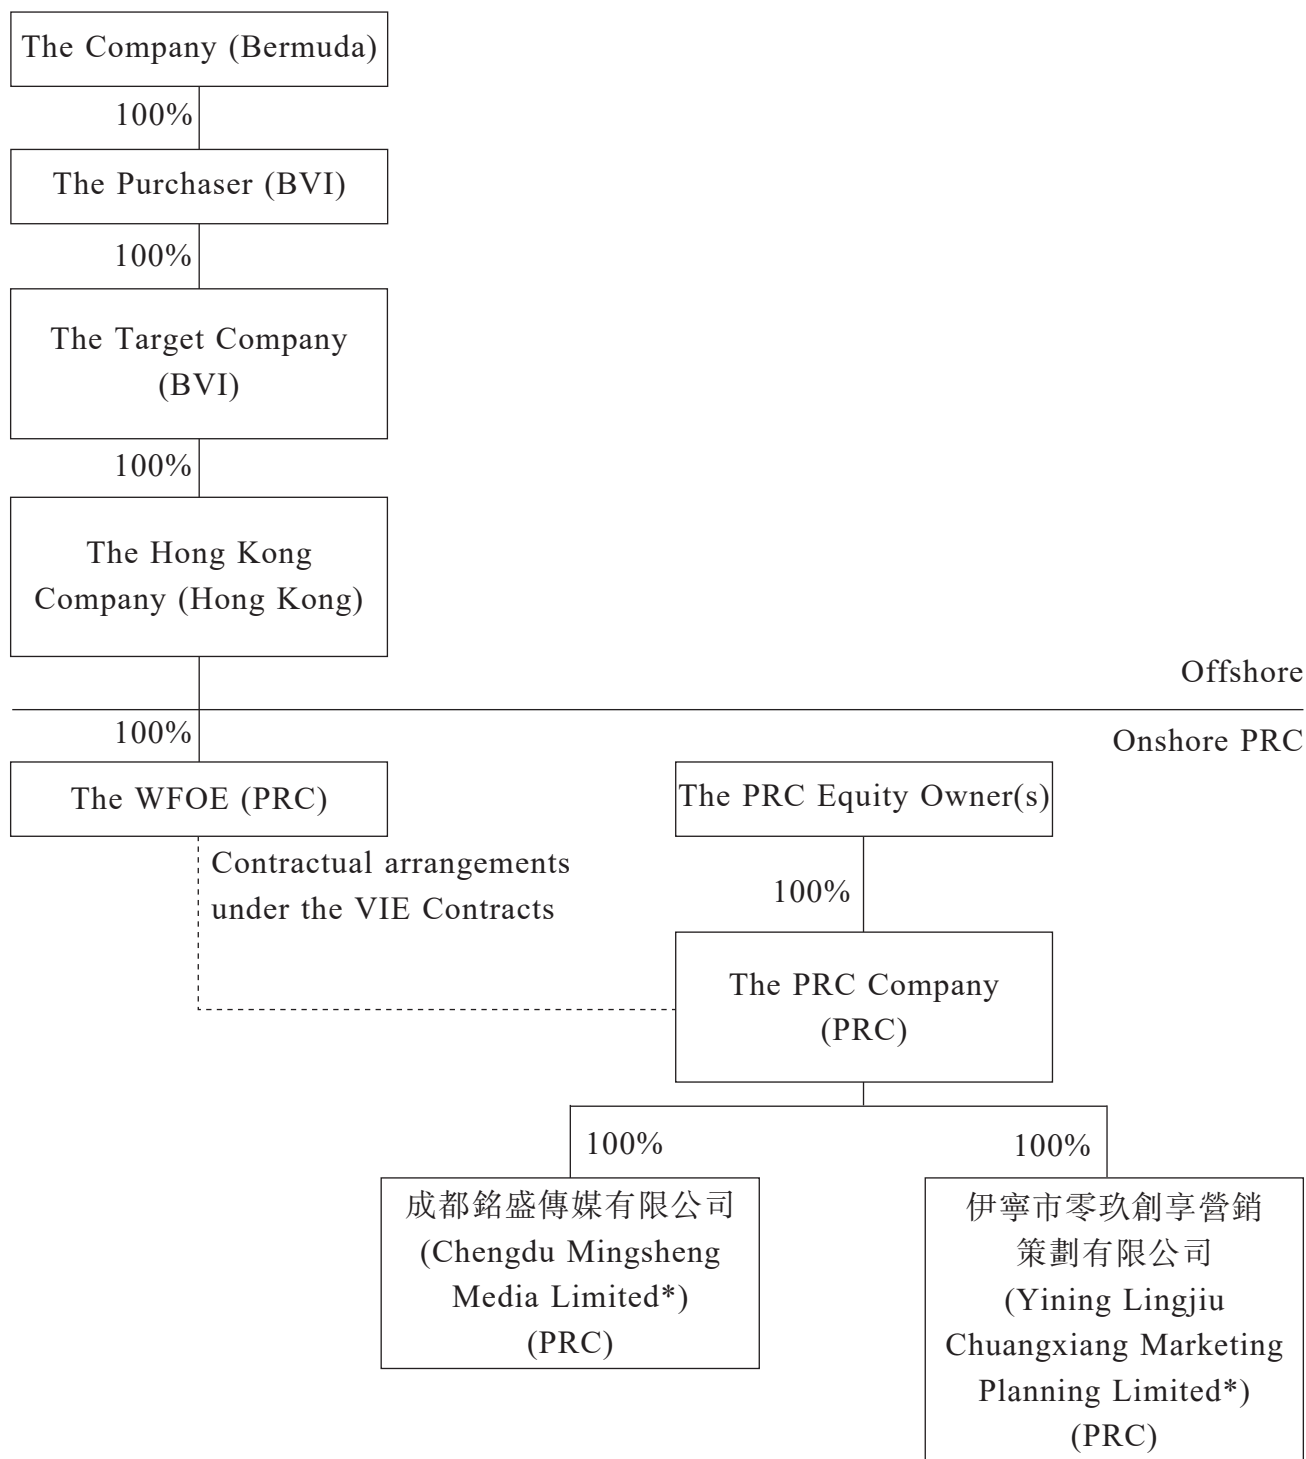 The Company (Bermuda)
100%
The Purchaser (BVI)
100%
The Target Company
(BVI)
100%
The Hong Kong
Company (Hong Kong)
Offshore
100%
Onshore PRC
The WFOE (PRC)
The PRC Equity Owner(s)
Contractual arrangements
under the VIE Contracts
100%
The PRC Company
(PRC)
100%
100%
成都銘盛傳媒有限公司
(Chengdu Mingsheng
Media Limited*)
(PRC)
伊寧市零玖創享營銷
策劃有限公司
(Yining Lingjiu
Chuangxiang Marketing
Planning Limited*)
(PRC)